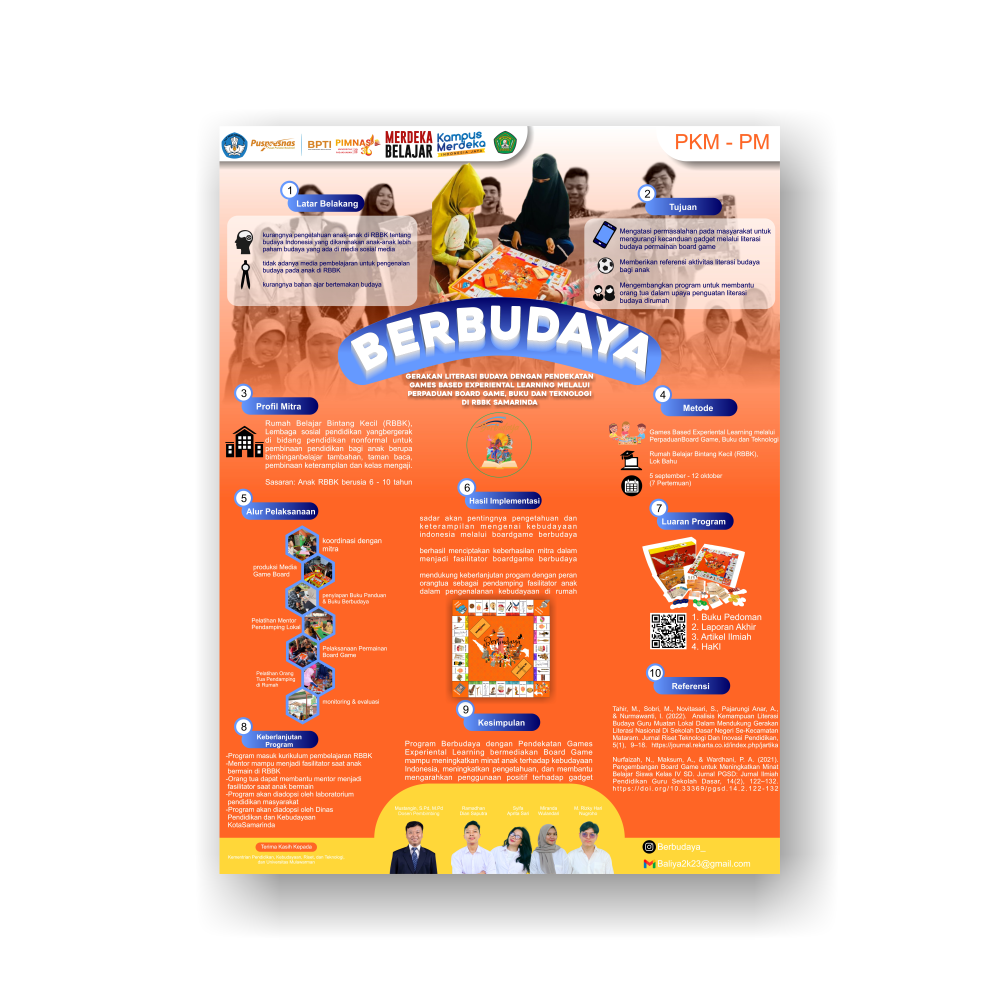 Puspresnas
BPTI
PIMNAS
MERDEKA
BELAJAR
Kampus
Merdeka
INDONESIA JAYA
PKM - PM
1
Latar Belakang
kurangnya pengetahuan anak-anak di RBBK tentang
budaya Indonesia yang dikarenakan anak-anak lebih
paham budaya yang ada di media sosial media
tidak adanya media pembelajaran untuk pengenalan
budaya pada anak di RBBK
kurangnya bahan ajar bertemakan budaya
2
Tujuan
Mengatasi permasalahan pada masyarakat untuk
mengurangi kecanduan gadget melalui literasi
budaya permainan board game
Memberikan referensi aktivitas literasi budaya
bagi anak
Mengembangkan program untuk membantu
orang tua dalam upaya penguatan literasi
budaya dirumah
BERBUDAYA
GERAKAN LITERASI BUDAYA DENGAN PENDEKATAN
GAMES BASED EXPERIENTAL LEARNING MELALUI
PERPADUAN BOARD GAME, BUKU DAN TEKNOLOGI
DI RBBK SAMARINDA
3
Profil Mitra
Rumah Belajar Bintang Kecil (RBBK),
Lembaga sosial pendidikan yangbergerak
di bidang pendidikan nonformal untuk
pembinaan pendidikan bagi anak berupa
bimbinganbelajar tambahan, taman baca,
pembinaan keterampilan dan kelas mengaji.
Sasaran: Anak RBBK berusia 6 - 10 tahun
4
Metode
Games Based Experiental Learning melalui
PerpaduanBoard Game, Buku dan Teknologi
Rumah Belajar Bintang Kecil (RBBK),
Lok Bahu
5 september - 12 oktober
(7 Pertemuan)
5
Alur Pelaksanaan
koordinasi dengan
mitra
produksi Media
Game Board
penyiapan Buku Panduan
& Buku Berbudaya
Pelatihan Mentor
Pendamping Lokal
Pelaksanaan Permainan
Board Game
Pelatihan Orang
Tua Pendamping
di Rumah
monitoring & evaluasi
6
Hasil Implementasi
sadar akan pentingnya pengetahuan dan
keterampilan mengenai kebudayaan
indonesia melalui boardgame berbudaya
berhasil menciptakan keberhasilan mitra dalam
menjadi fasilitator boardgame berbudaya
mendukung keberlanjutan progam dengan peran
orangtua sebagai pendamping fasilitator anak
dalam pengenalanan kebudayaan di rumah
Berbudaya
7
Luaran Program
1. Buku Pedoman
2. Laporan Akhir
3. Artikel Ilmiah
4. HaKI
8
Keberlanjutan
Program
-Program masuk kurikulum pembelajaran RBBK
-Mentor mampu menjadi fasilitator saat anak
bermain di RBBK
-Orang tua dapat membantu mentor menjadi
fasilitator saat anak bermain
-Program akan diadopsi oleh laboratorium
pendidikan masyarakat
-Program akan diadopsi oleh Dinas
Pendidikan dan Kebudayaan
KotaSamarinda
9
Kesimpulan
Program Berbudaya dengan Pendekatan Games
Experiental Learning bermediakan Board Game
mampu meningkatkan minat anak terhadap kebudayaan
Indonesia, meningkatkan pengetahuan, dan membantu
mengarahkan penggunaan positif terhadap gadget
10
Referensi
Tahir, M., Sobri, M., Novitasari, S., Pajarungi Anar, A.,
& Nurmawanti, I. (2022). Analisis Kemampuan Literasi
Budaya Guru Muatan Lokal Dalam Mendukung Gerakan
Literasi Nasional Di Sekolah Dasar Negeri Se-Kecamatan
Mataram. Jurnal Riset Teknologi Dan Inovasi Pendidikan,
5(1), 9–18. https://journal.rekarta.co.id/index.php/jartika
Nurfaizah, N., Maksum, A., & Wardhani, P. A. (2021).
Pengembangan Board Game untuk Meningkatkan Minat
Belajar Siswa Kelas IV SD. Jurnal PGSD: Jurnal Ilmiah
Pendidikan Guru Sekolah Dasar, 14(2), 122–132.
https://doi.org/10.33369/pgsd.14.2.122-132
Terima Kasih Kepada
Berbudaya_
Baliya2k23@gmail.com